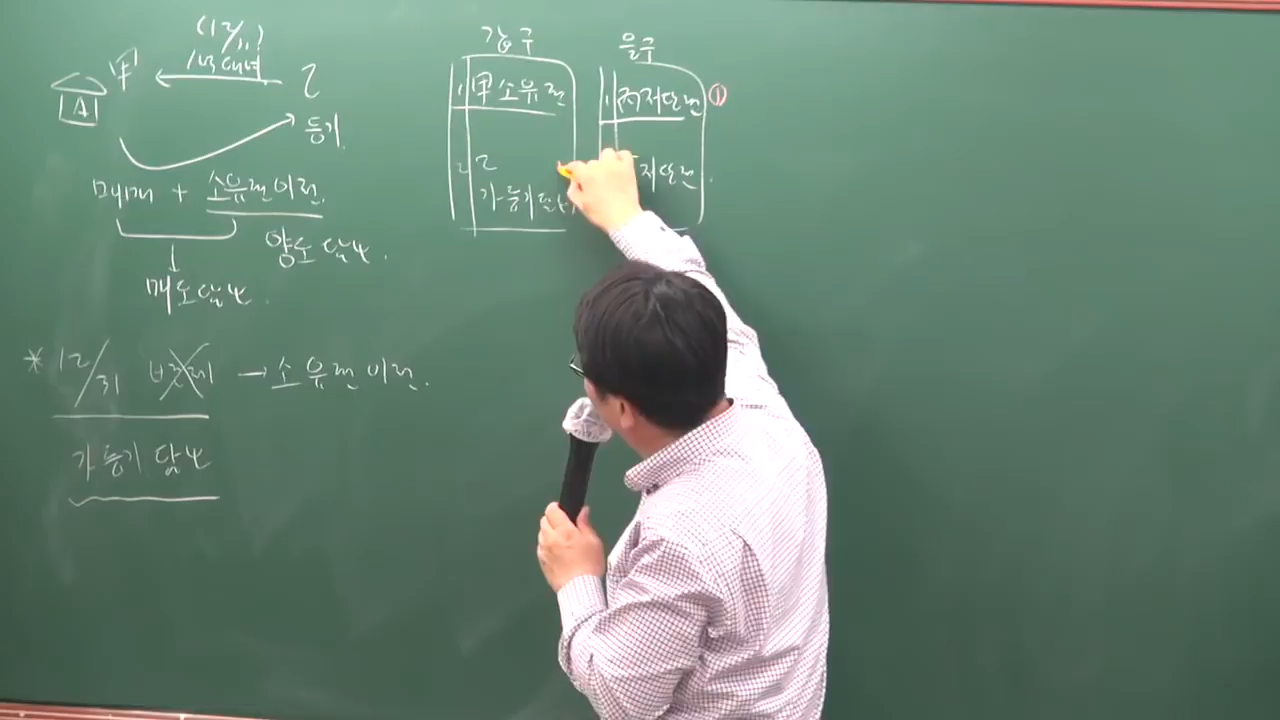 (12/11)
1억 대여
甲 乙
A
등기.
매매 + 소유권이전.
양도담보.
매도담보.
* 12/31 변제 → 소유권이전.
가등기담보
갑구 을구
1 甲소유권 1 丙저당권 ①
2 乙 저당권.
가등기담보